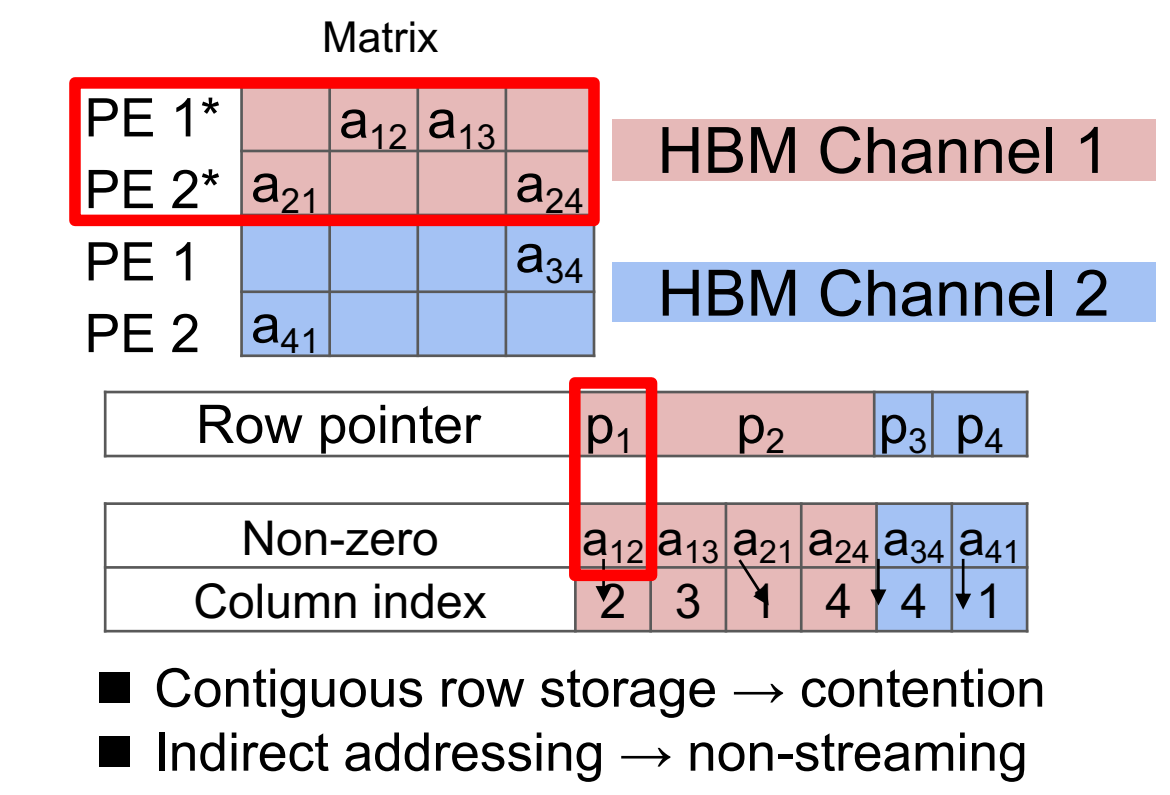 Matrix
PE 1* a₁₂ a₁₃
HBM Channel 1
PE 2* a₂₁ a₂₄
PE 1 a₃₄
HBM Channel 2
PE 2 a₄₁
Row pointer p₁ p₂ p₃ p₄
Non-zero a₁₂ a₁₃ a₂₁ a₂₄ a₃₄ a₄₁
Column index 2 3 1 4 4 1
■ Contiguous row storage → contention
■ Indirect addressing → non-streaming